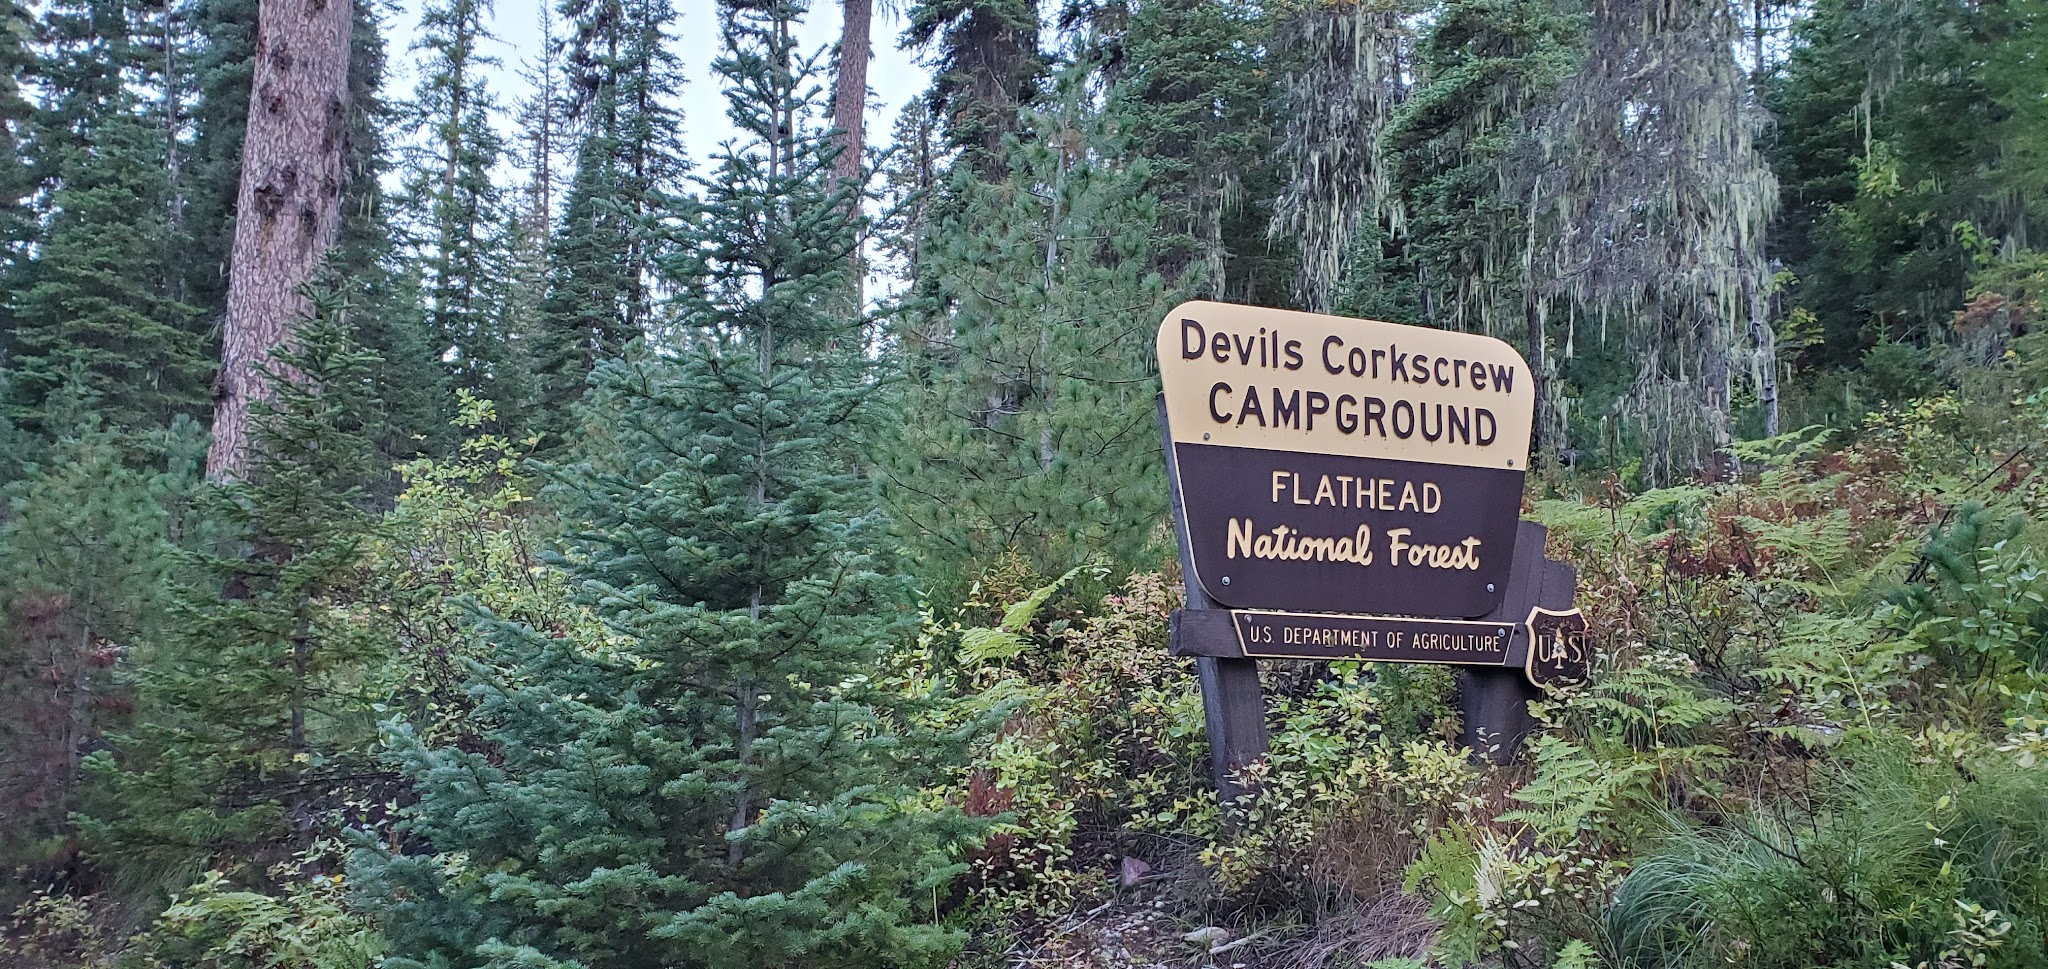 Devils Corkscrew
CAMPGROUND
FLATHEAD
National Forest
U.S. DEPARTMENT OF AGRICULTURE
U S